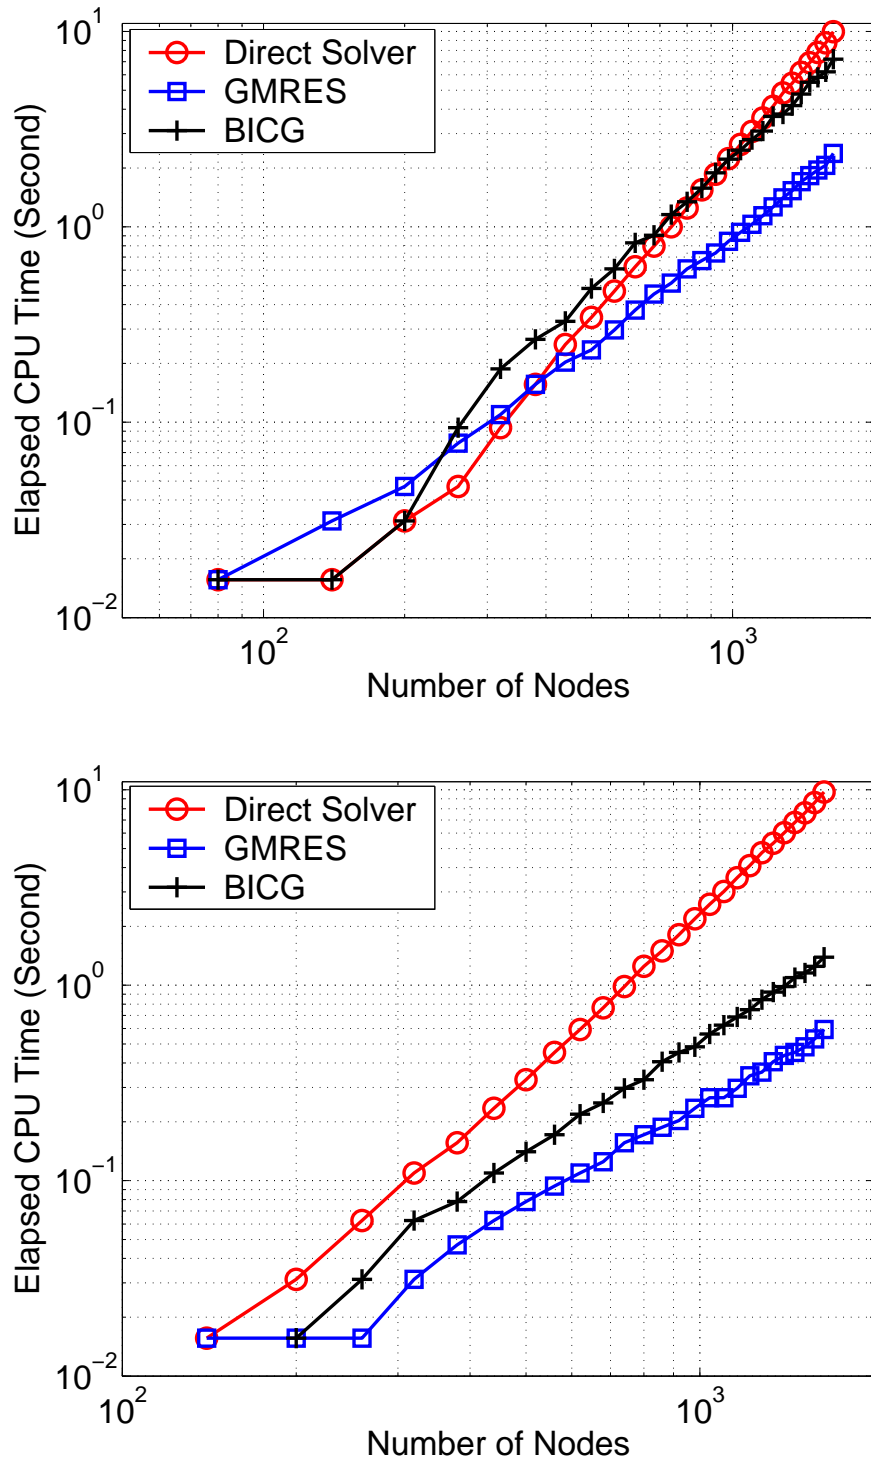 10^1
Direct Solver
GMRES
BICG
10^0
10^−1
10^−2
Elapsed CPU Time (Second)
10^2
10^3
Number of Nodes
10^1
Direct Solver
GMRES
BICG
10^0
10^−1
10^−2
Elapsed CPU Time (Second)
10^2
10^3
Number of Nodes